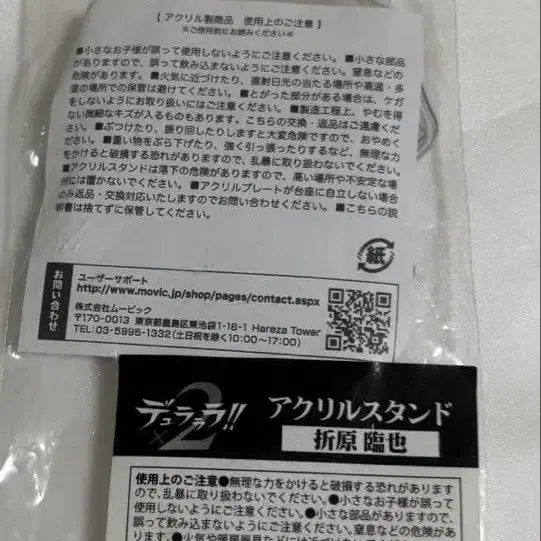 【 アクリル製商品　使用上のご注意 】
※ご使用前にお読みください※
■小さなお子様が誤って使用しないようにご注意ください。■小さな部品
がありますので、誤って飲み込まないようにご注意ください。窒息などの
危険があります。■火気に近づけたり、直射日光の当たる場所や高温・多
湿の場所での保管は避けてください。■とがった部分がある場合は、ケガ
をしないようにお取り扱いにはご注意ください。■製造工程上、やむを得
ない微細なキズが入るものもあります。こちらの交換・返品はご遠慮くだ
さい。■ぶつけたり、振り回したりしますと大変危険ですので、おやめく
ださい。■重い物をぶら下げたり、強く引っ張ったりするなど、無理な力
をかけると破損する恐れがありますので、乱暴に取り扱わないでください。
■アクリルスタンドは落下の危険がありますので、高い場所や不安定な場
所には置かないでください。■アクリルプレートが台座に自立しない場合
のみ返品・交換対応いたしますのでお問い合わせください。■こちらの説
明書は捨てずに保管してください。
紙
お問い合わせ
ユーザーサポート
http://www.movic.jp/shop/pages/contact.aspx
株式会社ムービック
〒170-0013 東京都豊島区東池袋1-18-1 Hareza Tower
TEL:03-5995-1332(土日祝を除く10:00〜17:00)
デュラララ!!
×2
アクリルスタンド
折原 臨也
使用上のご注意●無理な力をかけると破損する恐れがあります
ので、乱暴に取り扱わないでください。●小さなお子様が誤って
使用しないようにご注意ください。●小さな部品がありますので、
誤って飲み込まないようにご注意ください。窒息などの危険があ
ります。●火気や暖房器具などには近づけないでください